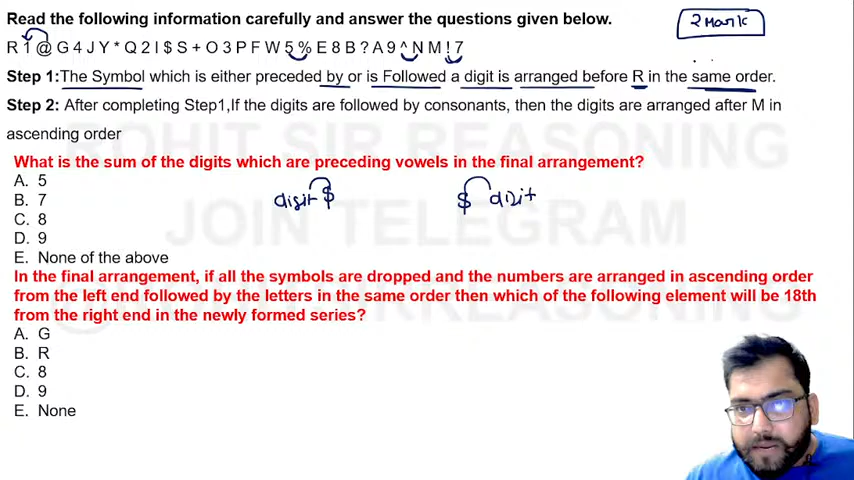 Read the following information carefully and answer the questions given below.
2 Mark
R 1 @ G 4 J Y * Q 2 I $ S + O 3 P F W 5 % E 8 B ? A 9 ^ N M ! 7
Step 1:The Symbol which is either preceded by or is Followed a digit is arranged before R in the same order.
Step 2: After completing Step1,If the digits are followed by consonants, then the digits are arranged after M in
ascending order
ROHIT SIR REASONING
What is the sum of the digits which are preceding vowels in the final arrangement?
A. 5
B. 7
digit $
$ digit
C. 8
JOIN TELEGRAM
D. 9
E. None of the above
In the final arrangement, if all the symbols are dropped and the numbers are arranged in ascending order
from the left end followed by the letters in the same order then which of the following element will be 18th
from the right end in the newly formed series?
A. G
B. R
C. 8
D. 9
E. None